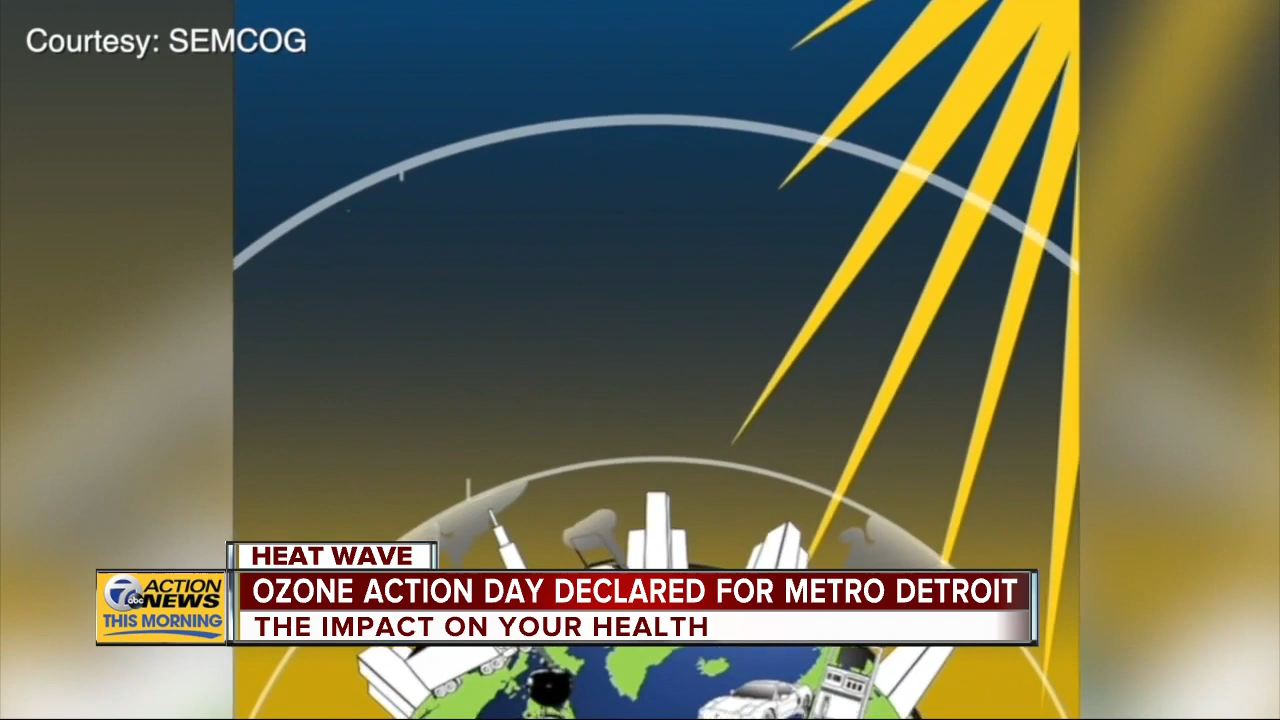 Courtesy: SEMCOG
HEAT WAVE
OZONE ACTION DAY DECLARED FOR METRO DETROIT
THE IMPACT ON YOUR HEALTH
7 abc ACTION
NEWS
THIS MORNING